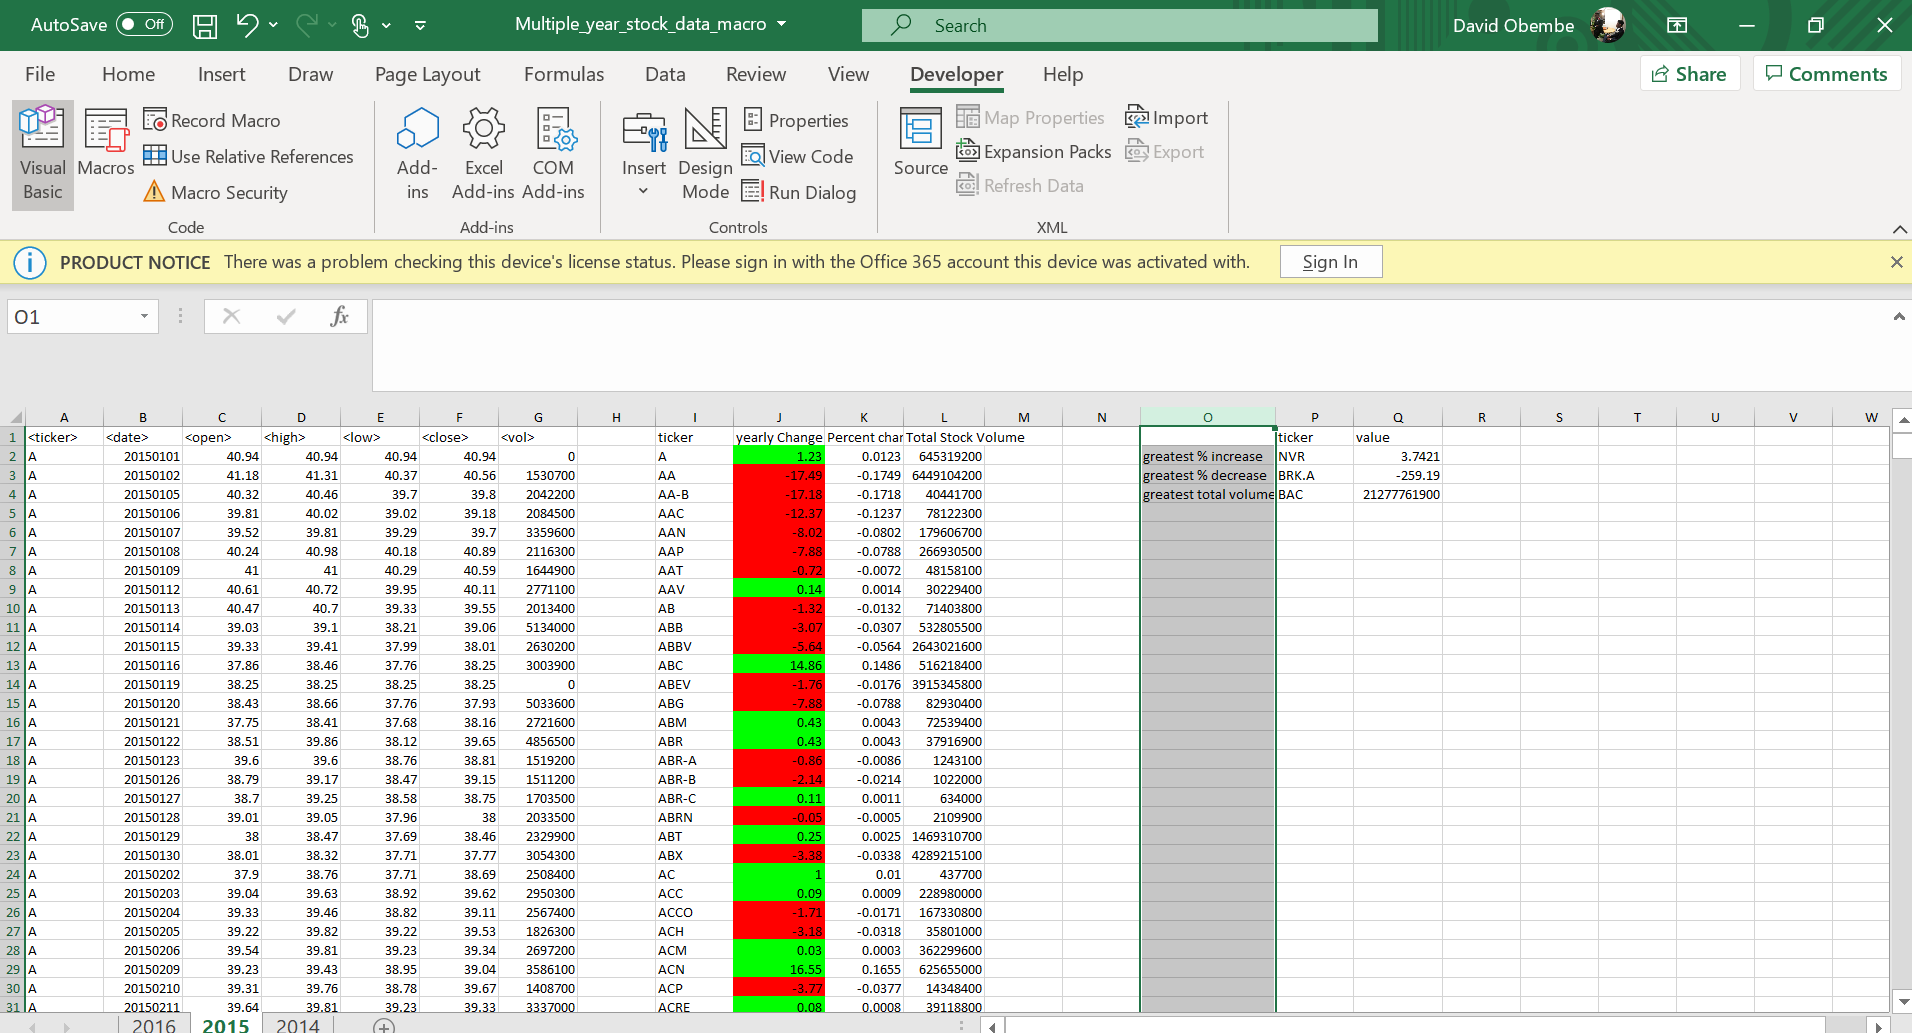 AutoSave Off Multiple_year_stock_data_macro Search David Obembe
File Home Insert Draw Page Layout Formulas Data Review View Developer Help Share Comments
Visual Basic
Macros
Record Macro
Use Relative References
Macro Security
Code
Add-ins
Excel Add-ins
COM Add-ins
Add-ins
Insert
Design Mode
Properties
View Code
Run Dialog
Controls
Source
Map Properties
Expansion Packs
Refresh Data
Import
Export
XML
PRODUCT NOTICE There was a problem checking this device's license status. Please sign in with the Office 365 account this device was activated with. Sign In
O1 fx
A B C D E F G H I J K L M N O P Q R S T U V W
1 <ticker> <date> <open> <high> <low> <close> <vol> ticker yearly Change Percent char Total Stock Volume ticker value
2 A 20150101 40.94 40.94 40.94 40.94 0 A 1.23 0.0123 645319200 greatest % increase NVR 3.7421
3 A 20150102 41.18 41.31 40.37 40.56 1530700 AA -17.49 -0.1749 6449104200 greatest % decrease BRK.A -259.19
4 A 20150105 40.32 40.46 39.7 39.8 2042200 AA-B -17.18 -0.1718 40441700 greatest total volume BAC 21277761900
5 A 20150106 39.81 40.02 39.02 39.18 2084500 AAC -12.37 -0.1237 78122300
6 A 20150107 39.52 39.81 39.29 39.7 3359600 AAN -8.02 -0.0802 179606700
7 A 20150108 40.24 40.98 40.18 40.89 2116300 AAP -7.88 -0.0788 266930500
8 A 20150109 41 41 40.29 40.59 1644900 AAT -0.72 -0.0072 48158100
9 A 20150112 40.61 40.72 39.95 40.11 2771100 AAV 0.14 0.0014 30229400
10 A 20150113 40.47 40.7 39.33 39.55 2013400 AB -1.32 -0.0132 71403800
11 A 20150114 39.03 39.1 38.21 39.06 5134000 ABB -3.07 -0.0307 532805500
12 A 20150115 39.33 39.41 37.99 38.01 2630200 ABBV -5.64 -0.0564 2643021600
13 A 20150116 37.86 38.46 37.76 38.25 3003900 ABC 14.86 0.1486 516218400
14 A 20150119 38.25 38.25 38.25 38.25 0 ABEV -1.76 -0.0176 3915345800
15 A 20150120 38.43 38.66 37.76 37.93 5033600 ABG -7.88 -0.0788 82930400
16 A 20150121 37.75 38.41 37.68 38.16 2721600 ABM 0.43 0.0043 72539400
17 A 20150122 38.51 39.86 38.12 39.65 4856500 ABR 0.43 0.0043 37916900
18 A 20150123 39.6 39.6 38.76 38.81 1519200 ABR-A -0.86 -0.0086 1243100
19 A 20150126 38.79 39.17 38.47 39.15 1511200 ABR-B -2.14 -0.0214 1022000
20 A 20150127 38.7 39.25 38.58 38.75 1703500 ABR-C 0.11 0.0011 634000
21 A 20150128 39.01 39.05 37.96 38 2033500 ABRN -0.05 -0.0005 2109900
22 A 20150129 38 38.47 37.69 38.46 2329900 ABT 0.25 0.0025 1469310700
23 A 20150130 38.01 38.32 37.71 37.77 3054300 ABX -3.38 -0.0338 4289215100
24 A 20150202 37.9 38.76 37.71 38.69 2508400 AC 1 0.01 437700
25 A 20150203 39.04 39.63 38.92 39.62 2950300 ACC 0.09 0.0009 228980000
26 A 20150204 39.33 39.46 38.82 39.11 2567400 ACCO -1.71 -0.0171 167330800
27 A 20150205 39.22 39.82 39.22 39.53 1826300 ACH -3.18 -0.0318 35801000
28 A 20150206 39.54 39.81 39.23 39.34 2697200 ACM 0.03 0.0003 362299600
29 A 20150209 39.23 39.43 38.95 39.04 3586100 ACN 16.55 0.1655 625655000
30 A 20150210 39.31 39.76 38.78 39.67 1408700 ACP -3.77 -0.0377 14348400
31 A 20150211 39.64 39.81 39.23 39.33 3337000 ACRE 0.08 0.0008 39118800
2016 2015 2014